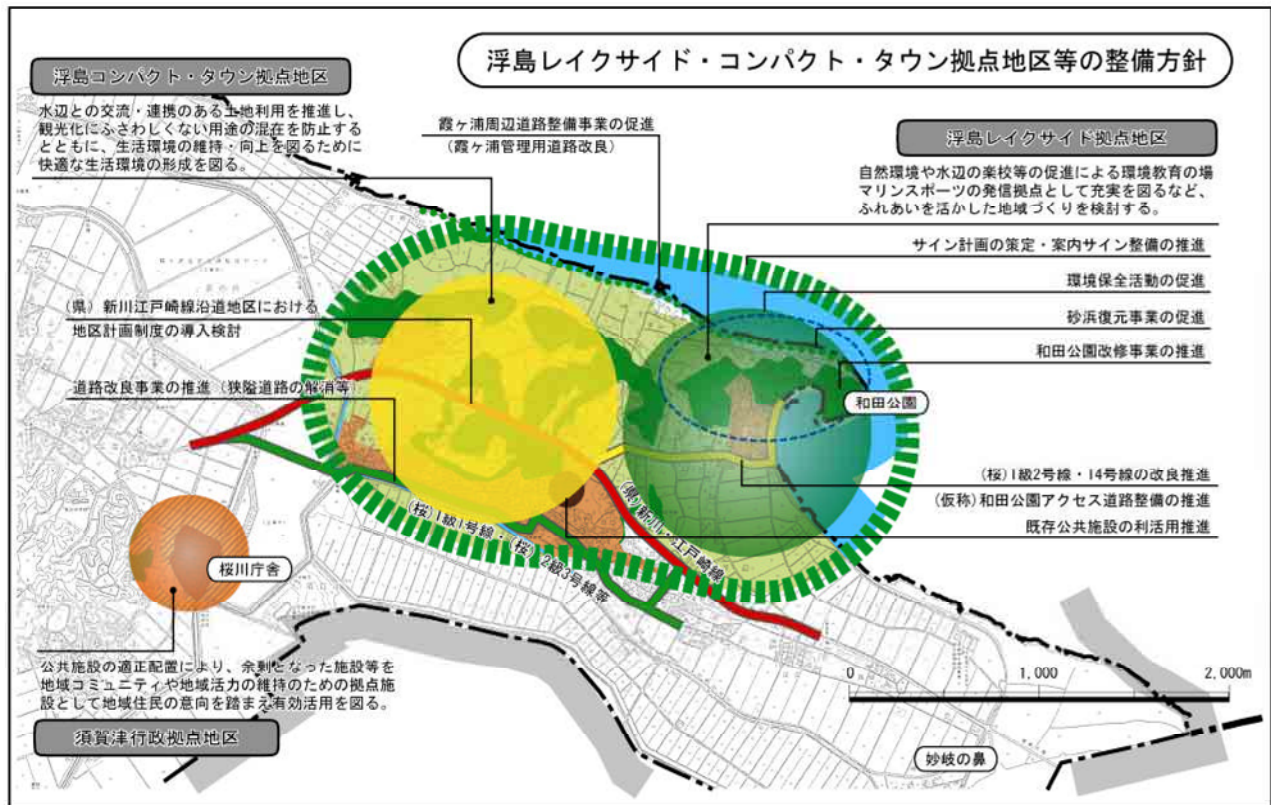 浮島レイクサイド・コンパクト・タウン拠点地区等の整備方針
浮島コンパクト・タウン拠点地区
水辺との交流・連携のある土地利用を推進し、
観光化にふさわしくない用途の混在を防止する
とともに、生活環境の維持・向上を図るために
快適な生活環境の形成を図る。
霞ヶ浦周辺道路整備事業の促進
(霞ヶ浦管理用道路改良)
浮島レイクサイド拠点地区
自然環境や水辺の楽校等の促進による環境教育の場
マリンスポーツの発信拠点として充実を図るなど、
ふれあいを活かした地域づくりを検討する。
サイン計画の策定・案内サイン整備の推進
環境保全活動の促進
砂浜復元事業の促進
和田公園改修事業の推進
和田公園
(県)新川江戸崎線沿道地区における
地区計画制度の導入検討
道路改良事業の推進(狭隘道路の解消等)
(桜)1級2号線・14号線の改良推進
(仮称)和田公園アクセス道路整備の推進
既存公共施設の利活用推進
(桜)1級1号線・(桜)2級3号線等
(県)新川・江戸崎線
桜川庁舎
公共施設の適正配置により、余剰となった施設等を
地域コミュニティや地域活力の維持のための拠点施
設として地域住民の意向を踏まえ有効活用を図る。
須賀津行政拠点地区
0 1,000 2,000m
妙岐の鼻